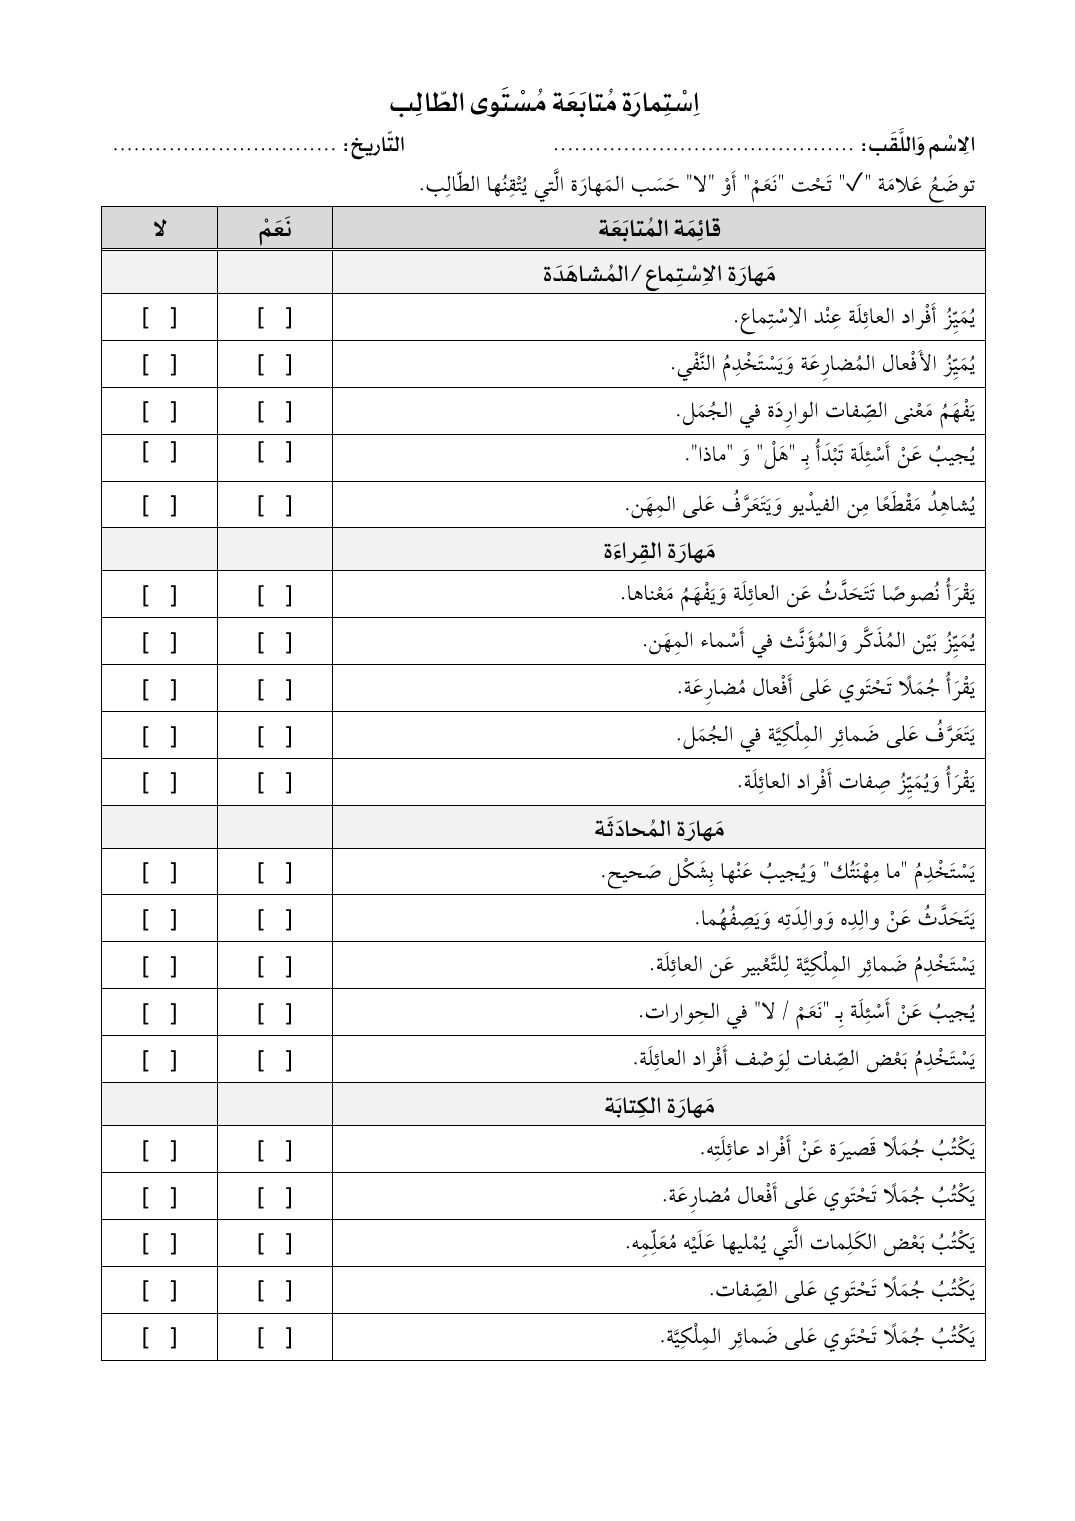 اِسْتِمارَة مُتابَعَة مُسْتَوى الطّالِب
الِاسْم وَاللَّقَب: ........................................... التّاريخ: ................................
توضَعُ عَلامَة "✓" تَحْت "نَعَمْ" أَوْ "لا" حَسَب المَهارَة الَّتي يُتْقِنُها الطّالِب.
قائِمَة المُتابَعَة نَعَمْ لا
مَهارَة الاِسْتِماع/المُشاهَدَة
يُمَيِّزُ أَفْراد العائِلَة عِنْد الاِسْتِماع. [ ] [ ]
يُمَيِّزُ الأَفْعال المُضارِعَة وَيَسْتَخْدِمُ النَّفْي. [ ] [ ]
يَفْهَمُ مَعْنى الصِّفات الوارِدَة في الجُمَل. [ ] [ ]
يُجيبُ عَنْ أَسْئِلَة تَبْدَأُ بِـ "هَلْ" وَ "ماذا". [ ] [ ]
يُشاهِدُ مَقْطَعًا مِن الفيدْيو وَيَتَعَرَّفُ عَلى المِهَن. [ ] [ ]
مَهارَة القِراءَة
يَقْرَأُ نُصوصًا تَتَحَدَّثُ عَن العائِلَة وَيَفْهَمُ مَعْناها. [ ] [ ]
يُمَيِّزُ بَيْن المُذَكَّر وَالمُؤَنَّث في أَسْماء المِهَن. [ ] [ ]
يَقْرَأُ جُمَلًا تَحْتَوي عَلى أَفْعال مُضارِعَة. [ ] [ ]
يَتَعَرَّفُ عَلى ضَمائِر المِلْكِيَّة في الجُمَل. [ ] [ ]
يَقْرَأُ وَيُمَيِّزُ صِفات أَفْراد العائِلَة. [ ] [ ]
مَهارَة المُحادَثَة
يَسْتَخْدِمُ "ما مِهْنَتُك" وَيُجيبُ عَنْها بِشَكْل صَحيح. [ ] [ ]
يَتَحَدَّثُ عَنْ والِدِه وَوالِدَتِه وَيَصِفُهُما. [ ] [ ]
يَسْتَخْدِمُ ضَمائِر المِلْكِيَّة لِلتَّعْبير عَن العائِلَة. [ ] [ ]
يُجيبُ عَنْ أَسْئِلَة بِـ "نَعَمْ / لا" في الحِوارات. [ ] [ ]
يَسْتَخْدِمُ بَعْض الصِّفات لِوَصْف أَفْراد العائِلَة. [ ] [ ]
مَهارَة الكِتابَة
يَكْتُبُ جُمَلًا قَصيرَة عَنْ أَفْراد عائِلَتِه. [ ] [ ]
يَكْتُبُ جُمَلًا تَحْتَوي عَلى أَفْعال مُضارِعَة. [ ] [ ]
يَكْتُبُ بَعْض الكَلِمات الَّتي يُمْليها عَلَيْه مُعَلِّمِه. [ ] [ ]
يَكْتُبُ جُمَلًا تَحْتَوي عَلى الصِّفات. [ ] [ ]
يَكْتُبُ جُمَلًا تَحْتَوي عَلى ضَمائِر المِلْكِيَّة. [ ] [ ]